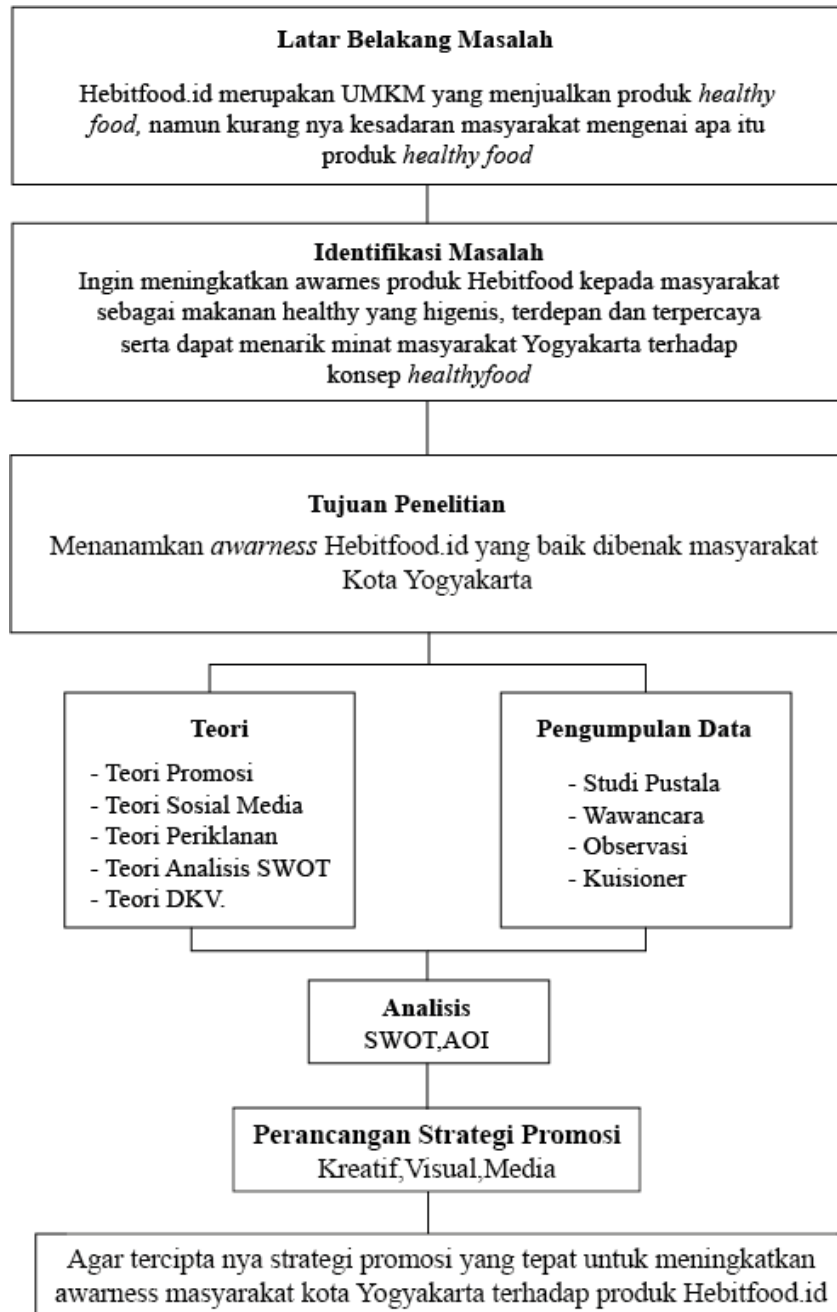 Latar Belakang Masalah
Hebitfood.id merupakan UMKM yang menjualkan produk healthy
food, namun kurang nya kesadaran masyarakat mengenai apa itu
produk healthy food
Identifikasi Masalah
Ingin meningkatkan awarnes produk Hebitfood kepada masyarakat
sebagai makanan healthy yang higenis, terdepan dan terpercaya
serta dapat menarik minat masyarakat Yogyakarta terhadap
konsep healthyfood
Tujuan Penelitian
Menanamkan awarness Hebitfood.id yang baik dibenak masyarakat
Kota Yogyakarta
Teori
- Teori Promosi
- Teori Sosial Media
- Teori Periklanan
- Teori Analisis SWOT
- Teori DKV.
Pengumpulan Data
- Studi Pustala
- Wawancara
- Observasi
- Kuisioner
Analisis
SWOT,AOI
Perancangan Strategi Promosi
Kreatif,Visual,Media
Agar tercipta nya strategi promosi yang tepat untuk meningkatkan
awarness masyarakat kota Yogyakarta terhadap produk Hebitfood.id